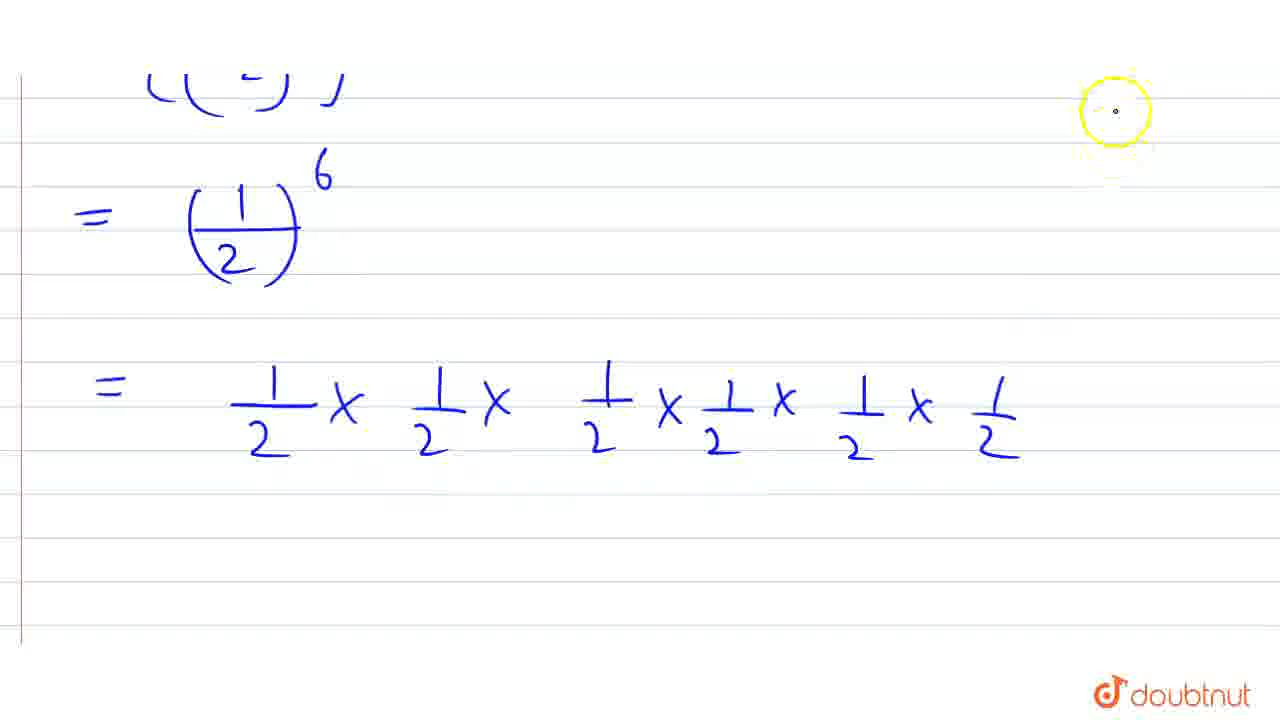 = (1/2)^6
= 1/2 x 1/2 x 1/2 x 1/2 x 1/2 x 1/2
doubtnut